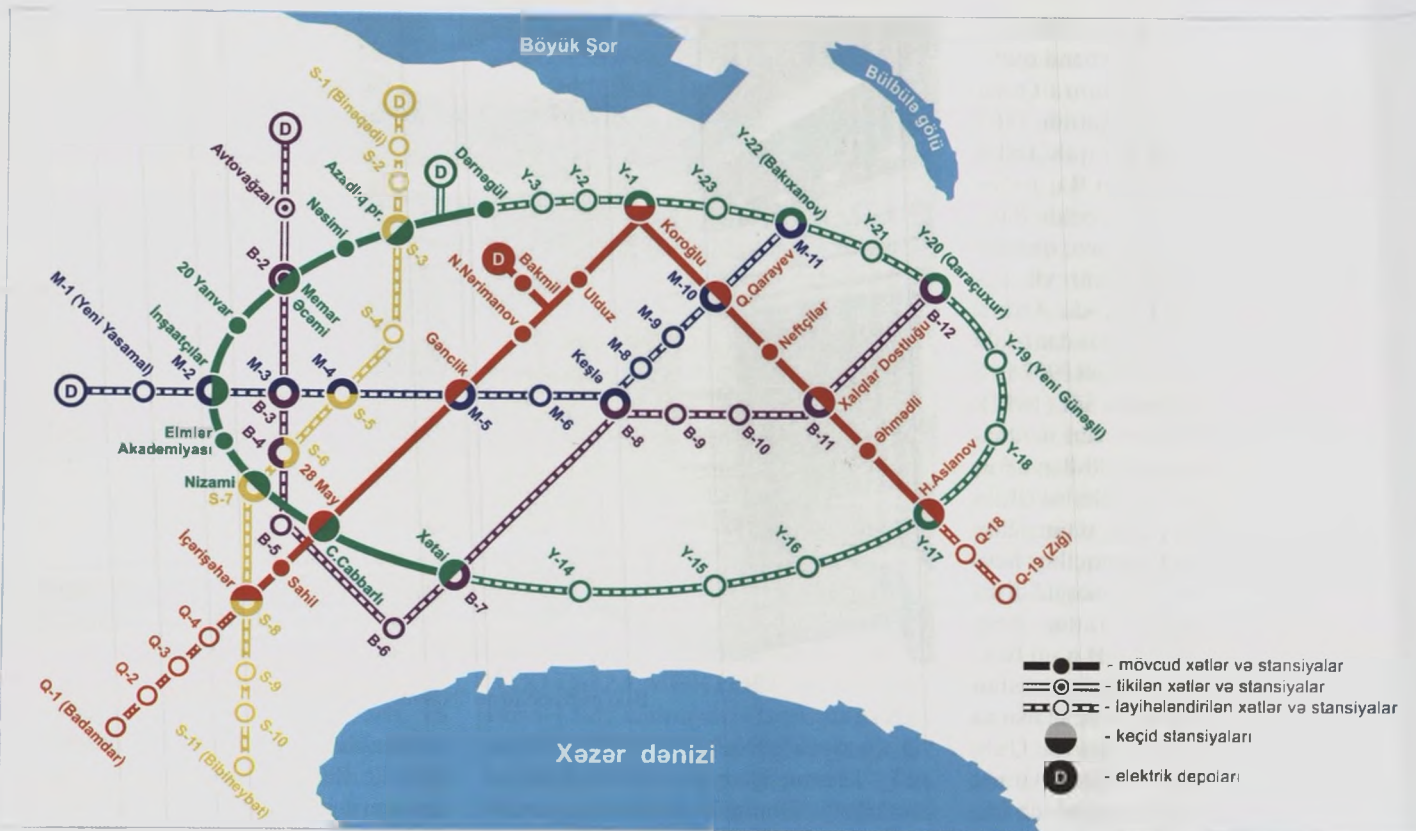 Böyük Şor
Bülbülə gölü
S-1 (Binəqədi)
D
D
S-2
Avtovağzal
Azadlıq pr.
D
Dərnəgül
Y-3
Y-2
Y-1
Y-23
Y-22 (Bakıxanov)
Nəsimi
S-3
Koroğlu
M-11
Y-21
Y-20 (Qaraçuxur)
B-2
Memar
Əcəmi
D
Bakmil
N.Nərimanov
Ulduz
M-10
Q.Qarayev
B-12
20 Yanvar
S-4
M-9
Neftçilər
İnşaatçılar
Gənclik
M-8
Xalqlar Dostluğu
Y-19 (Yeni Günəşli)
M-1 (Yeni Yasamal)
D
M-2
M-3
M-4
Keşlə
B-3
S-5
M-5
M-6
B-8
B-9
B-10
B-11
Əhmədli
Elmlər
Akademiyası
B-4
S-6
Y-18
Nizami
S-7
28 May
H.Aslanov
B-5
C.Cabbarlı
Xətai
Y-14
Y-15
Y-16
Y-17
Q-18
Q-19 (Zığ)
İçərişəhər
Sahil
B-7
B-6
S-8
Q-4
Q-3
Q-2
Q-1 (Badamdar)
S-9
S-10
S-11 (Bibiheybət)
Xəzər dənizi
- mövcud xətlər və stansiyalar
- tikilən xətlər və stansiyalar
- layihələndirilən xətlər və stansiyalar
- keçid stansiyaları
D - elektrik depoları